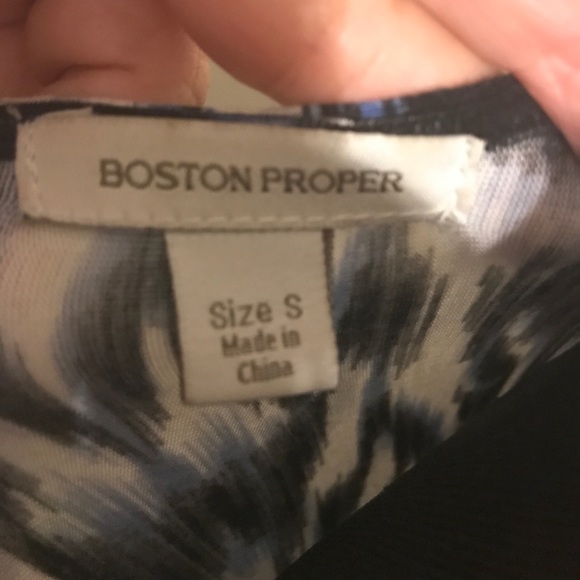 BOSTON PROPER
Size S
Made in
China